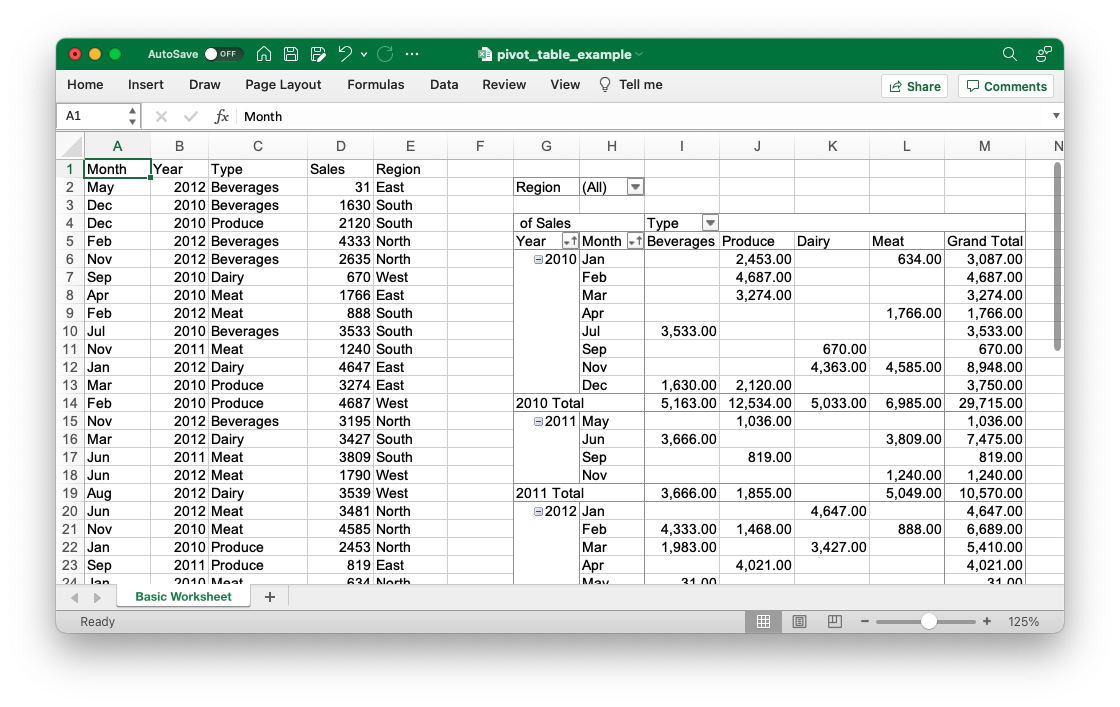 AutoSave OFF pivot_table_example
Home Insert Draw Page Layout Formulas Data Review View Tell me Share Comments
A1 fx Month
A B C D E F G H I J K L M N
1 Month Year Type Sales Region
2 May 2012 Beverages 31 East Region (All)
3 Dec 2010 Beverages 1630 South
4 Dec 2010 Produce 2120 South of Sales Type
5 Feb 2012 Beverages 4333 North Year Month Beverages Produce Dairy Meat Grand Total
6 Nov 2012 Beverages 2635 North 2010 Jan 2,453.00 634.00 3,087.00
7 Sep 2010 Dairy 670 West Feb 4,687.00 4,687.00
8 Apr 2010 Meat 1766 East Mar 3,274.00 3,274.00
9 Feb 2012 Meat 888 South Apr 1,766.00 1,766.00
10 Jul 2010 Beverages 3533 South Jul 3,533.00 3,533.00
11 Nov 2011 Meat 1240 South Sep 670.00 670.00
12 Jan 2012 Dairy 4647 East Nov 4,363.00 4,585.00 8,948.00
13 Mar 2010 Produce 3274 East Dec 1,630.00 2,120.00 3,750.00
14 Feb 2010 Produce 4687 West 2010 Total 5,163.00 12,534.00 5,033.00 6,985.00 29,715.00
15 Nov 2012 Beverages 3195 North 2011 May 1,036.00 1,036.00
16 Mar 2012 Dairy 3427 South Jun 3,666.00 3,809.00 7,475.00
17 Jun 2011 Meat 3809 South Sep 819.00 819.00
18 Jun 2012 Meat 1790 West Nov 1,240.00 1,240.00
19 Aug 2012 Dairy 3539 West 2011 Total 3,666.00 1,855.00 5,049.00 10,570.00
20 Jun 2012 Meat 3481 North 2012 Jan 4,647.00 4,647.00
21 Nov 2010 Meat 4585 North Feb 4,333.00 1,468.00 888.00 6,689.00
22 Jan 2010 Produce 2453 North Mar 1,983.00 3,427.00 5,410.00
23 Sep 2011 Produce 819 East Apr 4,021.00 4,021.00
24 Jan 2010 Meat 634 North May 31.00 31.00
Basic Worksheet
Ready 125%